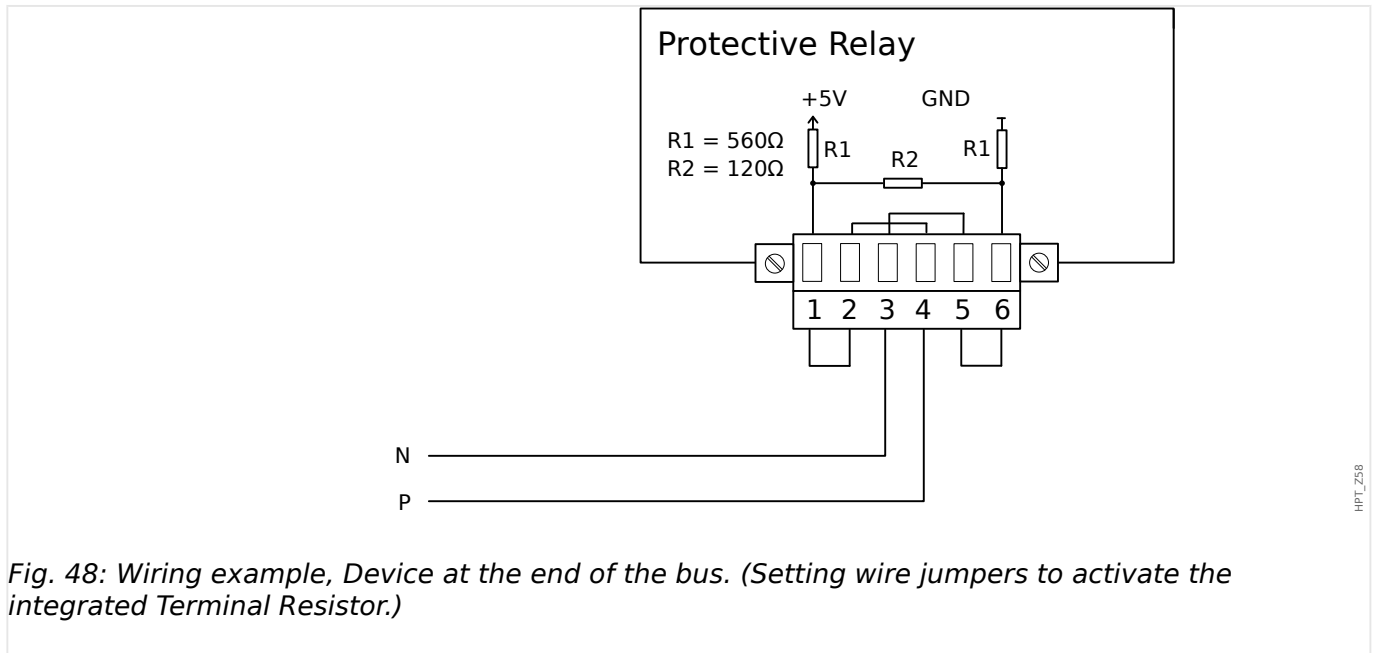 Protective Relay
+5V GND
R1 = 560Ω
R2 = 120Ω
R1 R2 R1
1 2 3 4 5 6
N
P
HPT_Z58
Fig. 48: Wiring example, Device at the end of the bus. (Setting wire jumpers to activate the
integrated Terminal Resistor.)